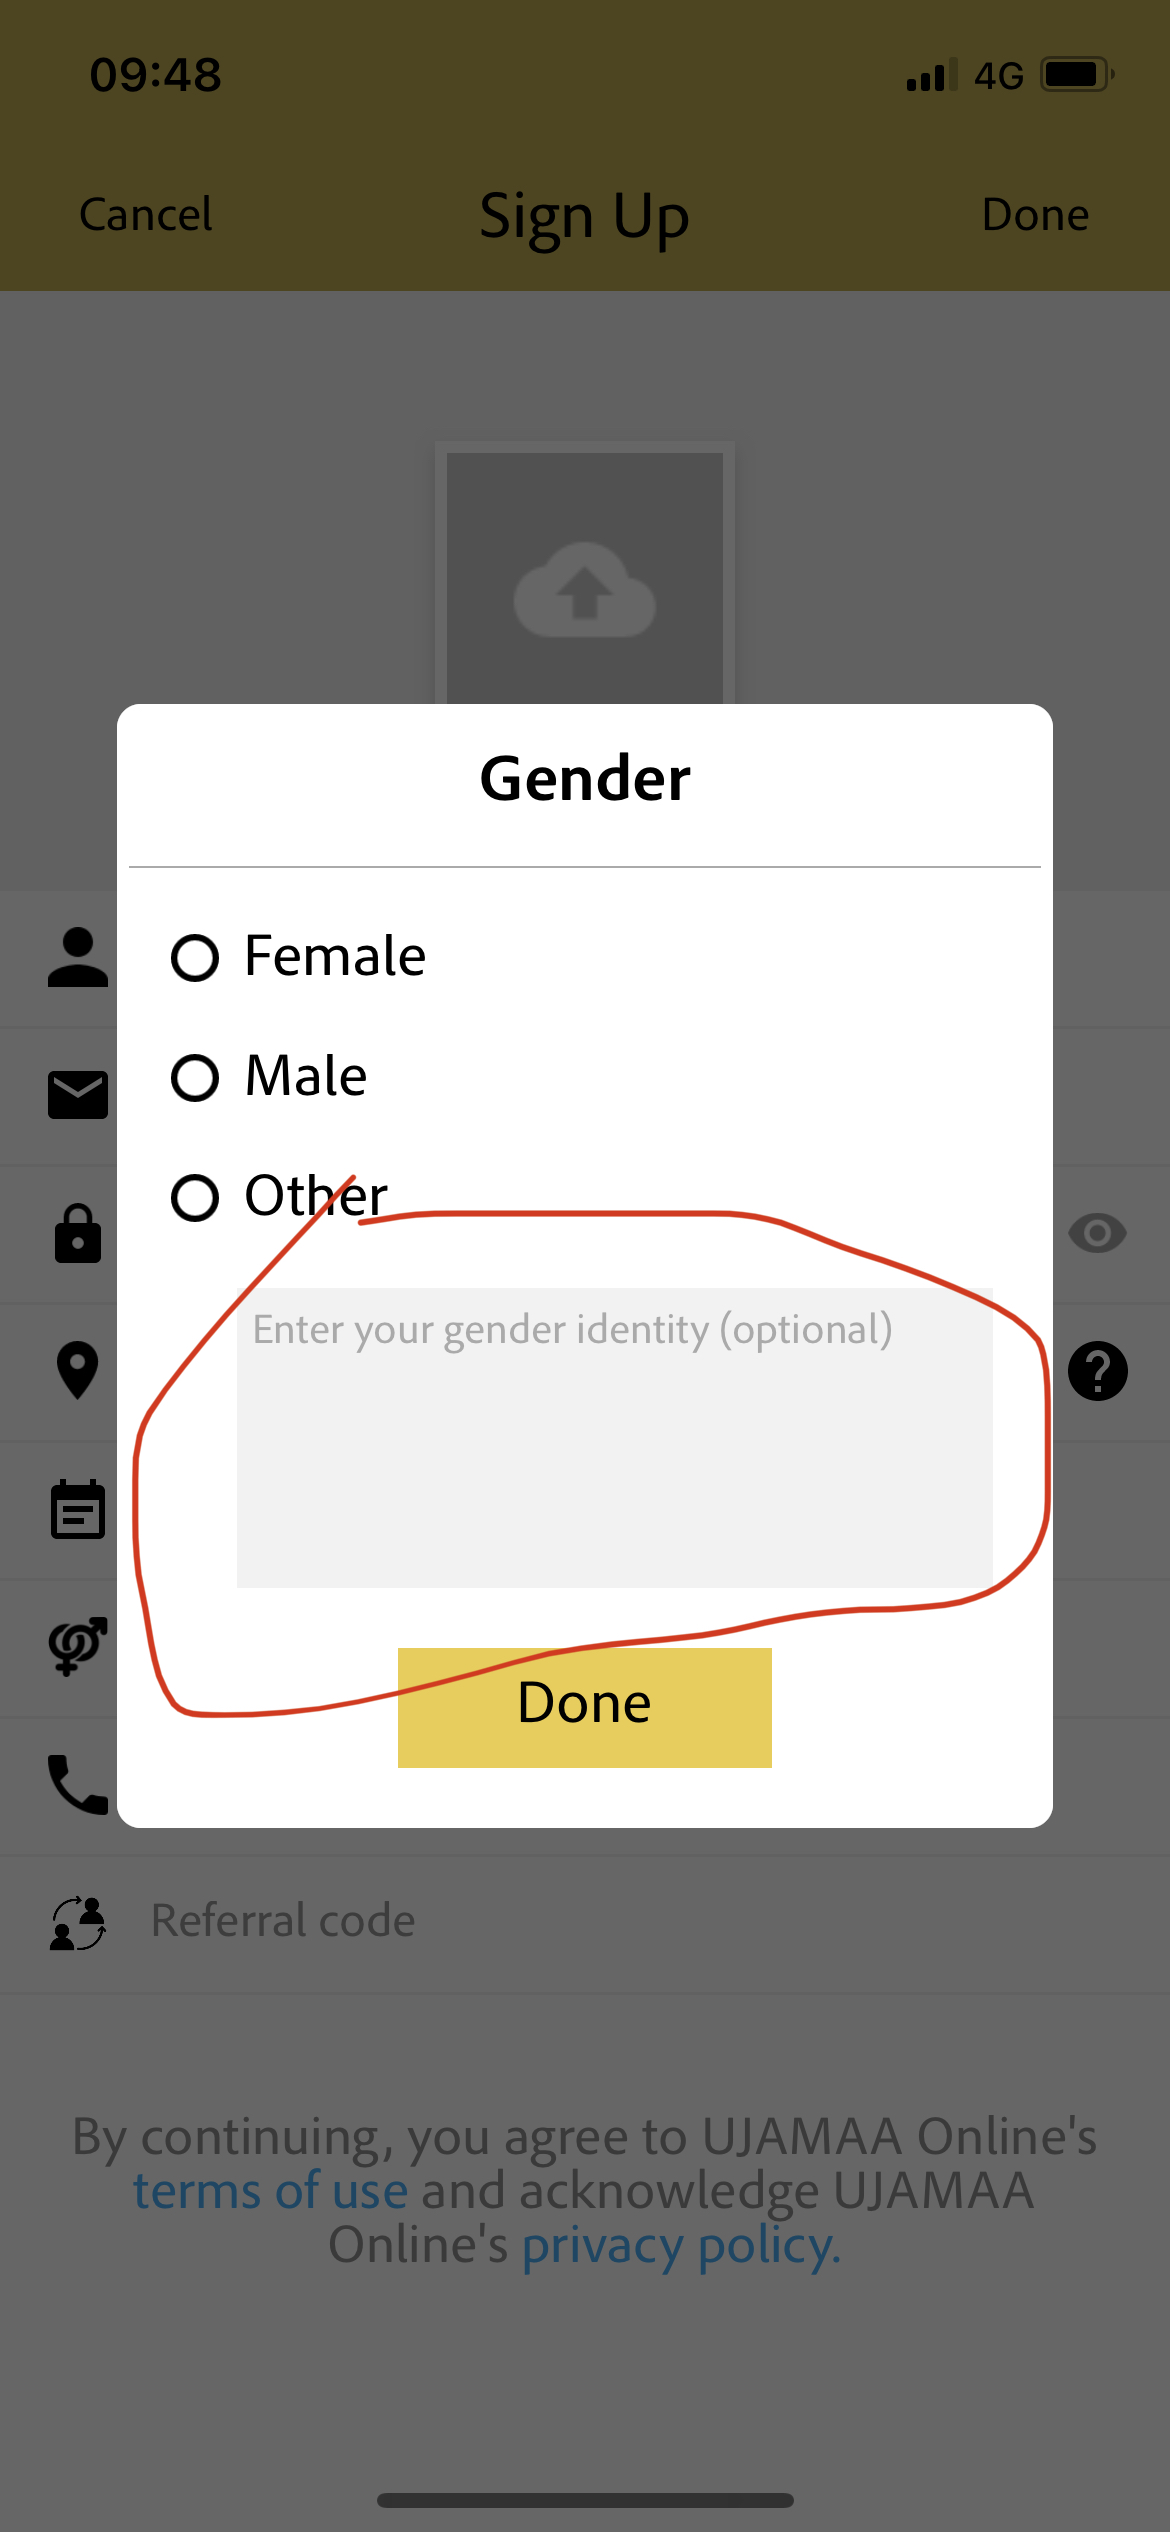 09:48
4G
Cancel
Sign Up
Done
Gender
Female
Male
Other
Enter your gender identity (optional)
Done
Referral code
By continuing, you agree to UJAMAA Online's
terms of use and acknowledge UJAMAA
Online's privacy policy.